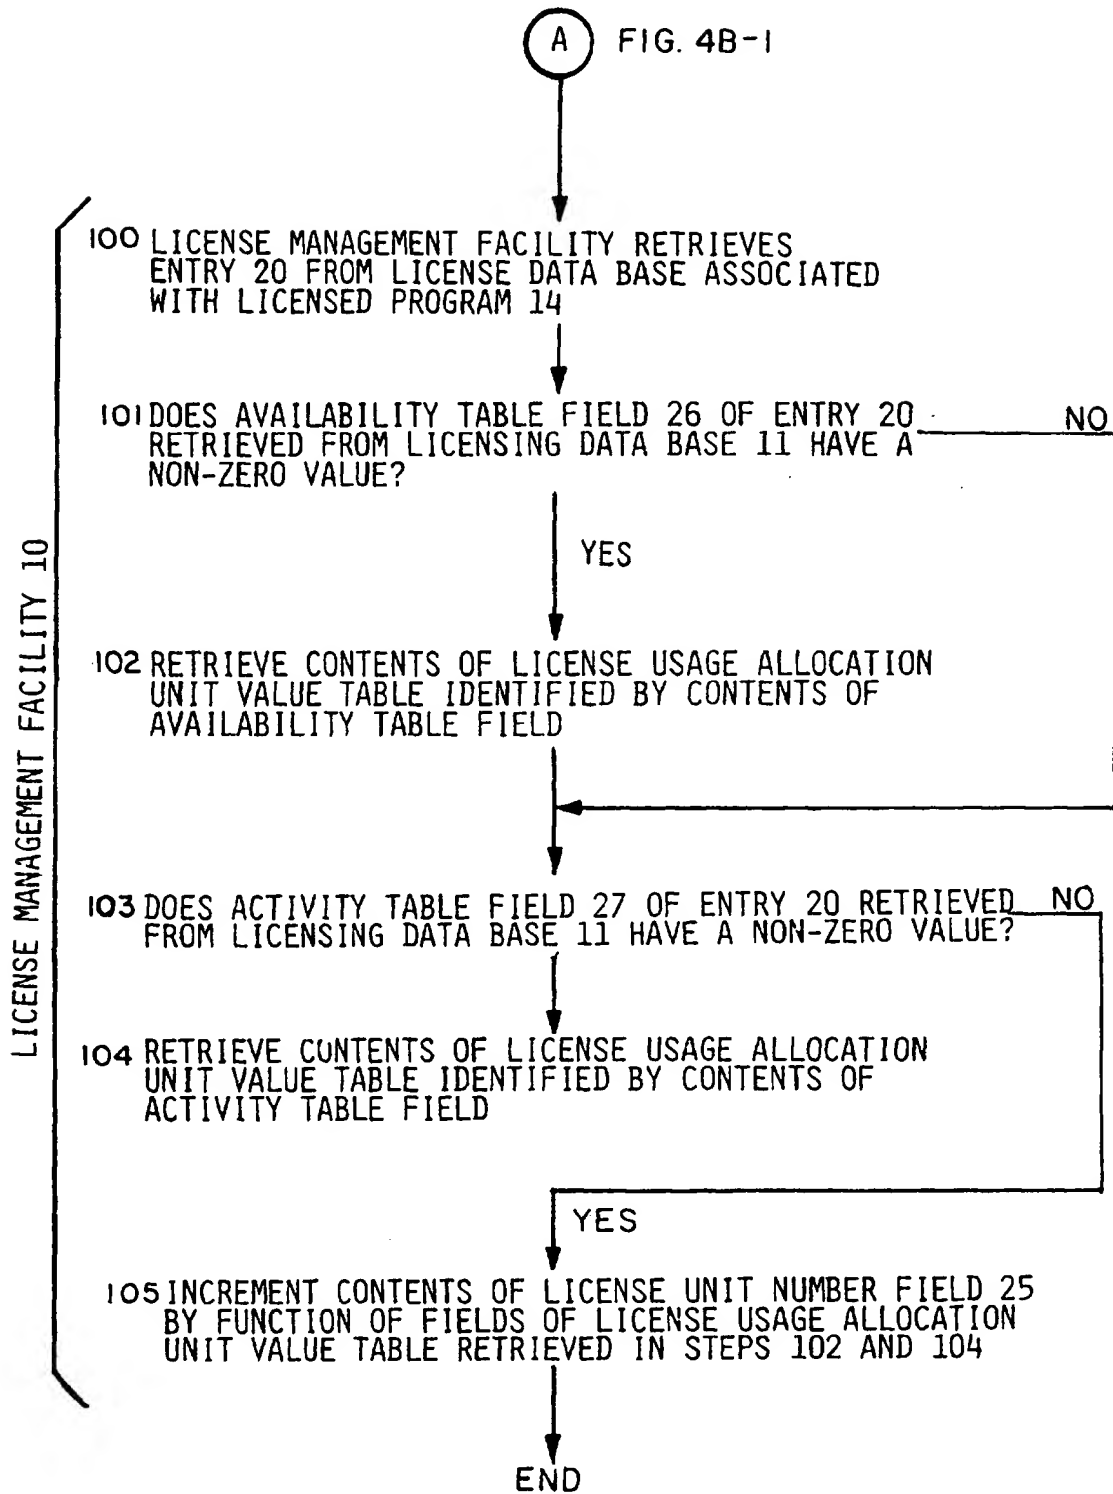 A FIG. 4B-1
100 LICENSE MANAGEMENT FACILITY RETRIEVES
ENTRY 20 FROM LICENSE DATA BASE ASSOCIATED
WITH LICENSED PROGRAM 14
101 DOES AVAILABILITY TABLE FIELD 26 OF ENTRY 20
RETRIEVED FROM LICENSING DATA BASE 11 HAVE A
NON-ZERO VALUE?
NO
YES
102 RETRIEVE CONTENTS OF LICENSE USAGE ALLOCATION
UNIT VALUE TABLE IDENTIFIED BY CONTENTS OF
AVAILABILITY TABLE FIELD
LICENSE MANAGEMENT FACILITY 10
103 DOES ACTIVITY TABLE FIELD 27 OF ENTRY 20 RETRIEVED
FROM LICENSING DATA BASE 11 HAVE A NON-ZERO VALUE?
NO
104 RETRIEVE CONTENTS OF LICENSE USAGE ALLOCATION
UNIT VALUE TABLE IDENTIFIED BY CONTENTS OF
ACTIVITY TABLE FIELD
YES
105 INCREMENT CONTENTS OF LICENSE UNIT NUMBER FIELD 25
BY FUNCTION OF FIELDS OF LICENSE USAGE ALLOCATION
UNIT VALUE TABLE RETRIEVED IN STEPS 102 AND 104
END